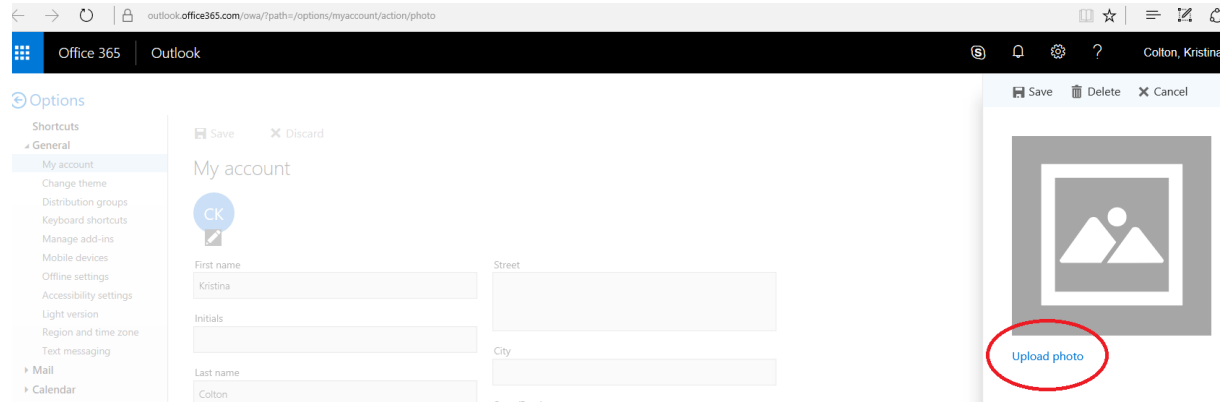 outlook.office365.com/owa/?path=/options/myaccount/action/photo
Office 365 Outlook
Colton, Kristina
Options
Shortcuts
General
My account
Change theme
Distribution groups
Keyboard shortcuts
Manage add-ins
Mobile devices
Offline settings
Accessibility settings
Light version
Region and time zone
Text messaging
Mail
Calendar
Save Discard
My account
CK
First name
Kristina
Initials
Last name
Colton
Street
City
Save Delete Cancel
Upload photo